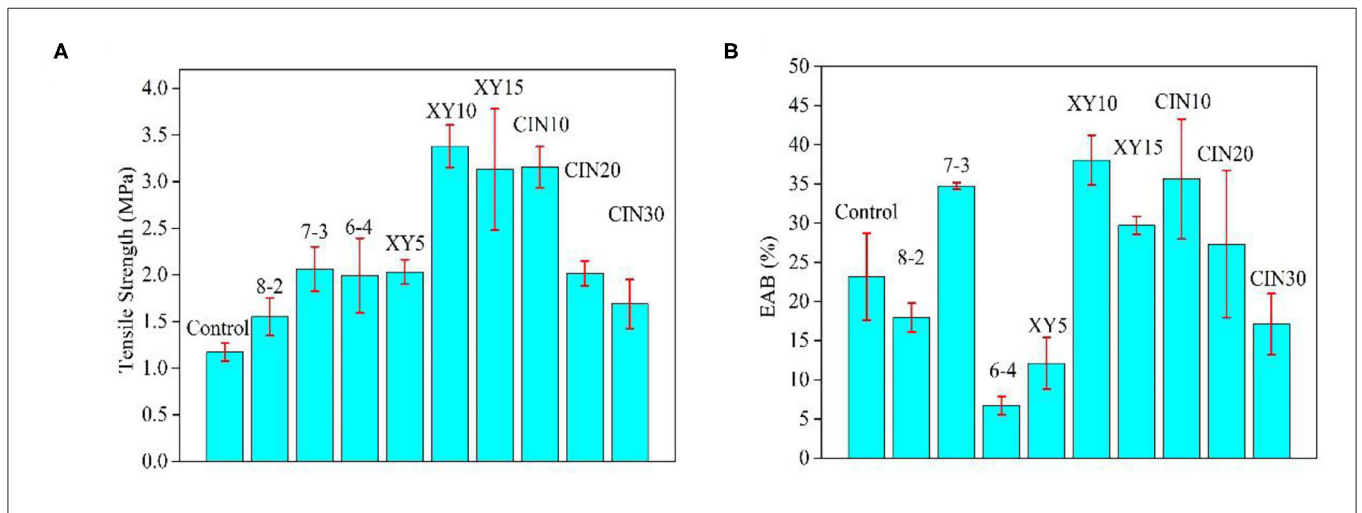 A
B
Tensile Strength (MPa)
4.0
3.5
3.0
2.5
2.0
1.5
1.0
0.5
0.0
Control
8-2
7-3
6-4
XY5
XY10
XY15
CIN10
CIN20
CIN30
EAB (%)
50
45
40
35
30
25
20
15
10
5
0
Control
8-2
7-3
6-4
XY5
XY10
XY15
CIN10
CIN20
CIN30